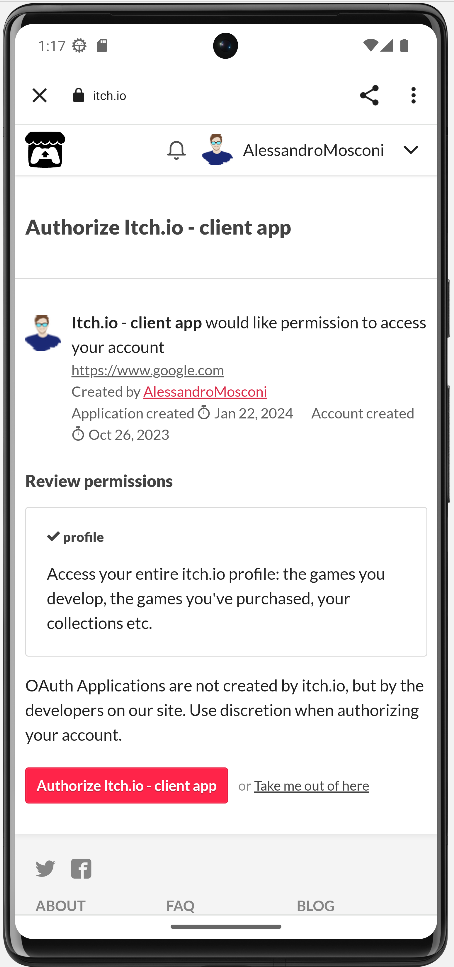 1:17
itch.io
AlessandroMosconi
Authorize Itch.io - client app
Itch.io - client app would like permission to access
your account
https://www.google.com
Created by AlessandroMosconi
Application created Jan 22, 2024 Account created
Oct 26, 2023
Review permissions
profile
Access your entire itch.io profile: the games you
develop, the games you've purchased, your
collections etc.
OAuth Applications are not created by itch.io, but by the
developers on our site. Use discretion when authorizing
your account.
Authorize Itch.io - client app or Take me out of here
ABOUT FAQ BLOG